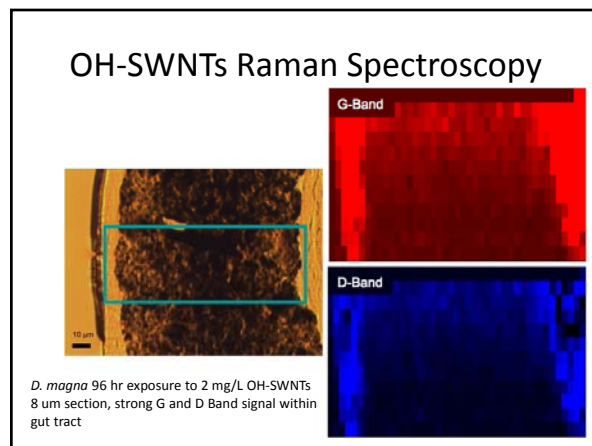 OH-SWNTs Raman Spectroscopy
G-Band
10 µm
D-Band
D. magna 96 hr exposure to 2 mg/L OH-SWNTs
8 um section, strong G and D Band signal within
gut tract